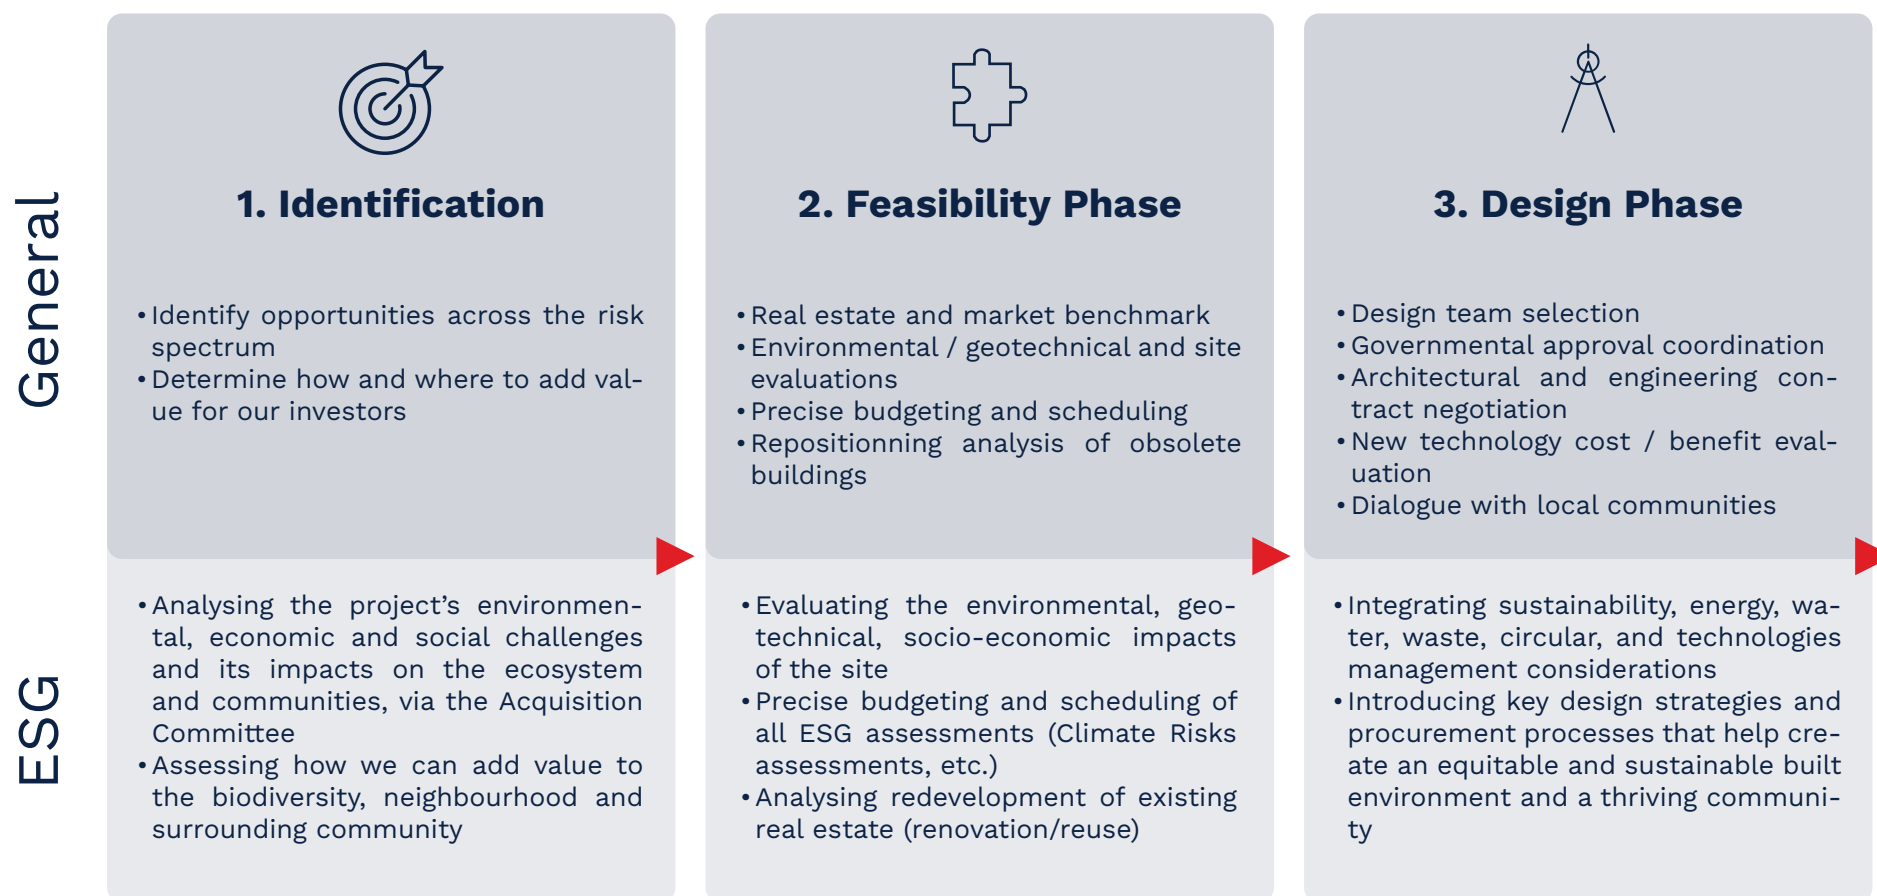 General
1. Identification
• Identify opportunities across the risk
spectrum
• Determine how and where to add val-
ue for our investors
2. Feasibility Phase
• Real estate and market benchmark
• Environmental / geotechnical and site
evaluations
• Precise budgeting and scheduling
• Repositionning analysis of obsolete
buildings
3. Design Phase
• Design team selection
• Governmental approval coordination
• Architectural and engineering con-
tract negotiation
• New technology cost / benefit eval-
uation
• Dialogue with local communities
ESG
• Analysing the project’s environmen-
tal, economic and social challenges
and its impacts on the ecosystem
and communities, via the Acquisition
Committee
• Assessing how we can add value to
the biodiversity, neighbourhood and
surrounding community
• Evaluating the environmental, geo-
technical, socio-economic impacts
of the site
• Precise budgeting and scheduling of
all ESG assessments (Climate Risks
assessments, etc.)
• Analysing redevelopment of existing
real estate (renovation/reuse)
• Integrating sustainability, energy, wa-
ter, waste, circular, and technologies
management considerations
• Introducing key design strategies and
procurement processes that help cre-
ate an equitable and sustainable built
environment and a thriving communi-
ty